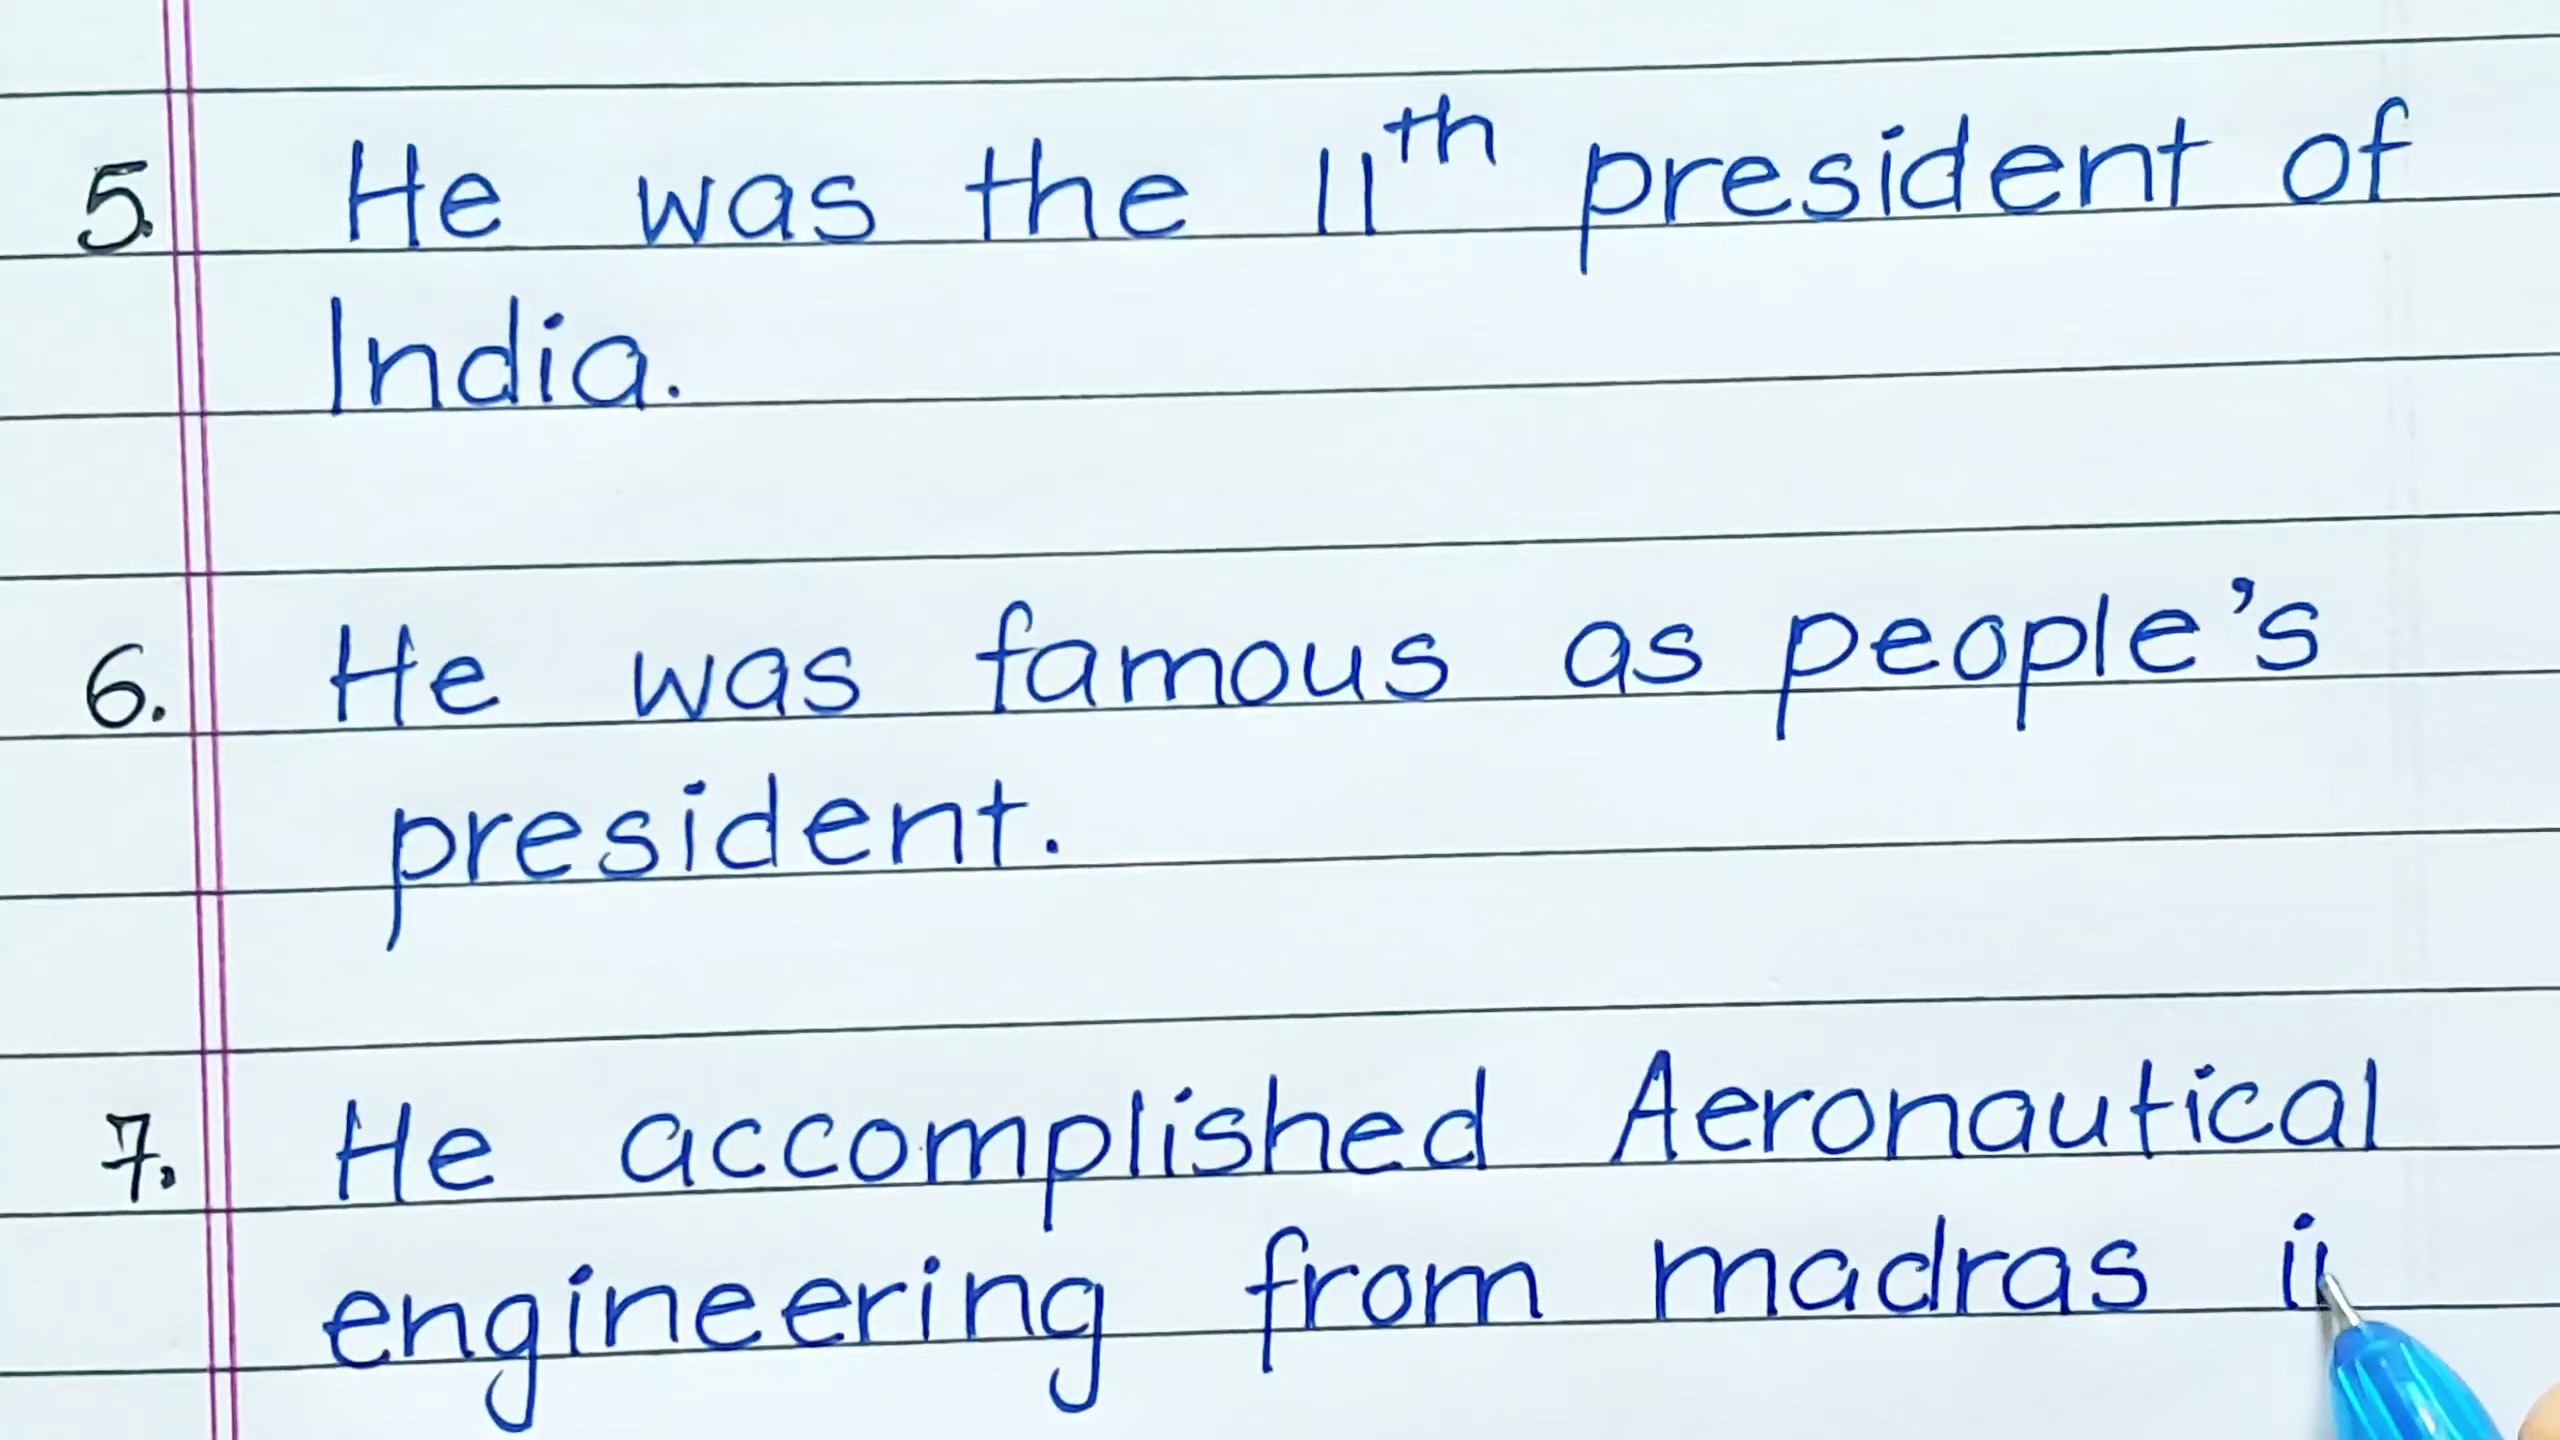 5. He was the 11th president of
India.
6. He was famous as people's
president.
7. He accomplished Aeronautical
engineering from madras